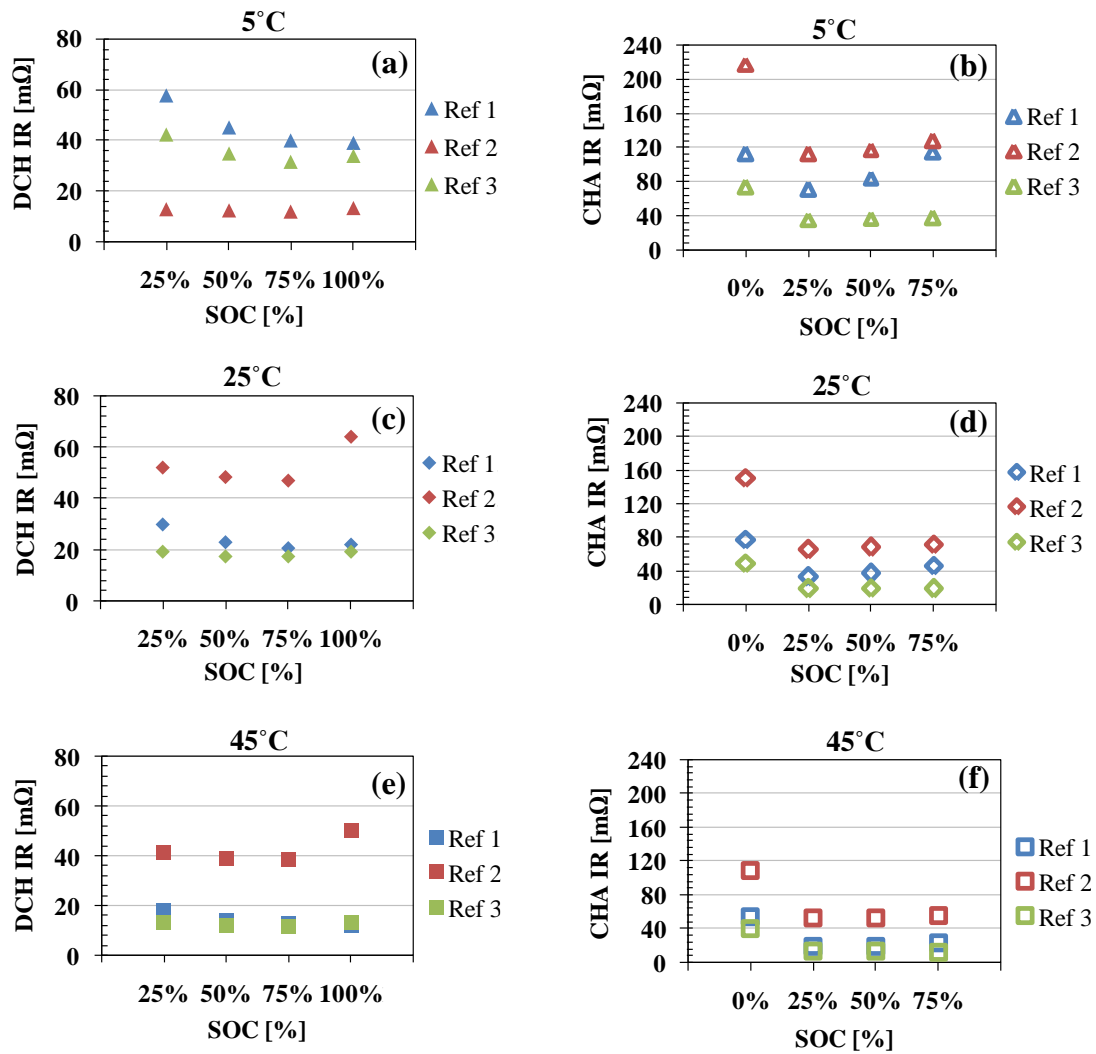 5˚C
(a)
DCH IR [mΩ]
80
60
40
20
0
25% 50% 75% 100%
SOC [%]
Ref 1
Ref 2
Ref 3
5˚C
(b)
CHA IR [mΩ]
240
200
160
120
80
40
0
0% 25% 50% 75%
SOC [%]
Ref 1
Ref 2
Ref 3
25˚C
(c)
DCH IR [mΩ]
80
60
40
20
0
25% 50% 75% 100%
SOC [%]
Ref 1
Ref 2
Ref 3
25˚C
(d)
CHA IR [mΩ]
240
200
160
120
80
40
0
0% 25% 50% 75%
SOC [%]
Ref 1
Ref 2
Ref 3
45˚C
(e)
DCH IR [mΩ]
80
60
40
20
0
25% 50% 75% 100%
SOC [%]
Ref 1
Ref 2
Ref 3
45˚C
(f)
CHA IR [mΩ]
240
200
160
120
80
40
0
0% 25% 50% 75%
SOC [%]
Ref 1
Ref 2
Ref 3